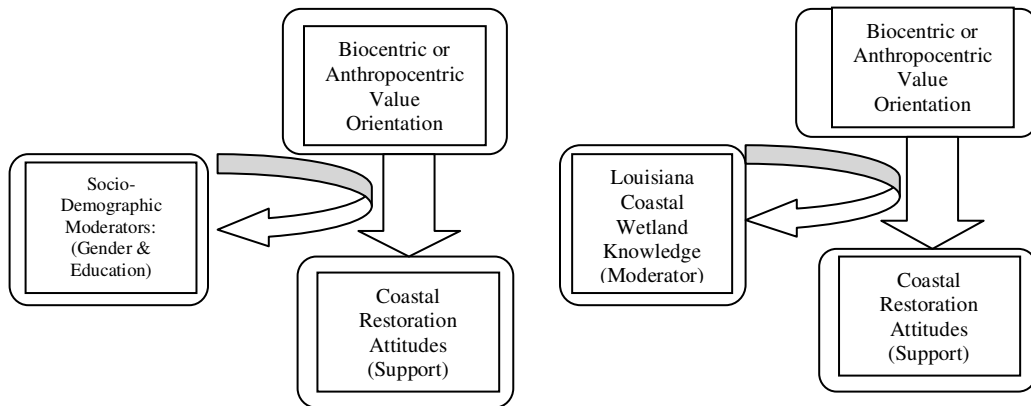 Biocentric or
Anthropocentric
Value
Orientation
Socio-
Demographic
Moderators:
(Gender &
Education)
Coastal
Restoration
Attitudes
(Support)
Biocentric or
Anthropocentric
Value
Orientation
Louisiana
Coastal
Wetland
Knowledge
(Moderator)
Coastal
Restoration
Attitudes
(Support)